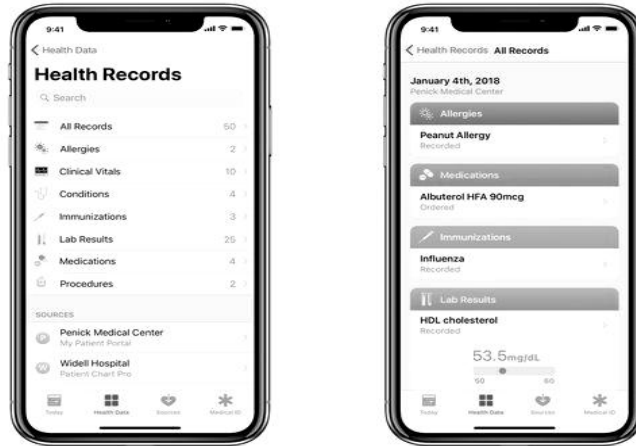 9:41
Health Data
Health Records
Search
All Records 50
Allergies 2
Clinical Vitals 10
Conditions 4
Immunizations 3
Lab Results 25
Medications 4
Procedures 2
SOURCES
P Penick Medical Center
My Patient Portal
W Widell Hospital
Patient Chart Pro
Today Health Data Sources Medical ID
9:41
Health Records All Records
January 4th, 2018
Penick Medical Center
Allergies
Peanut Allergy
Recorded
Medications
Albuterol HFA 90mcg
Ordered
Immunizations
Influenza
Recorded
Lab Results
HDL cholesterol
Recorded
53.5mg/dL
50 60
Today Health Data Sources Medical ID